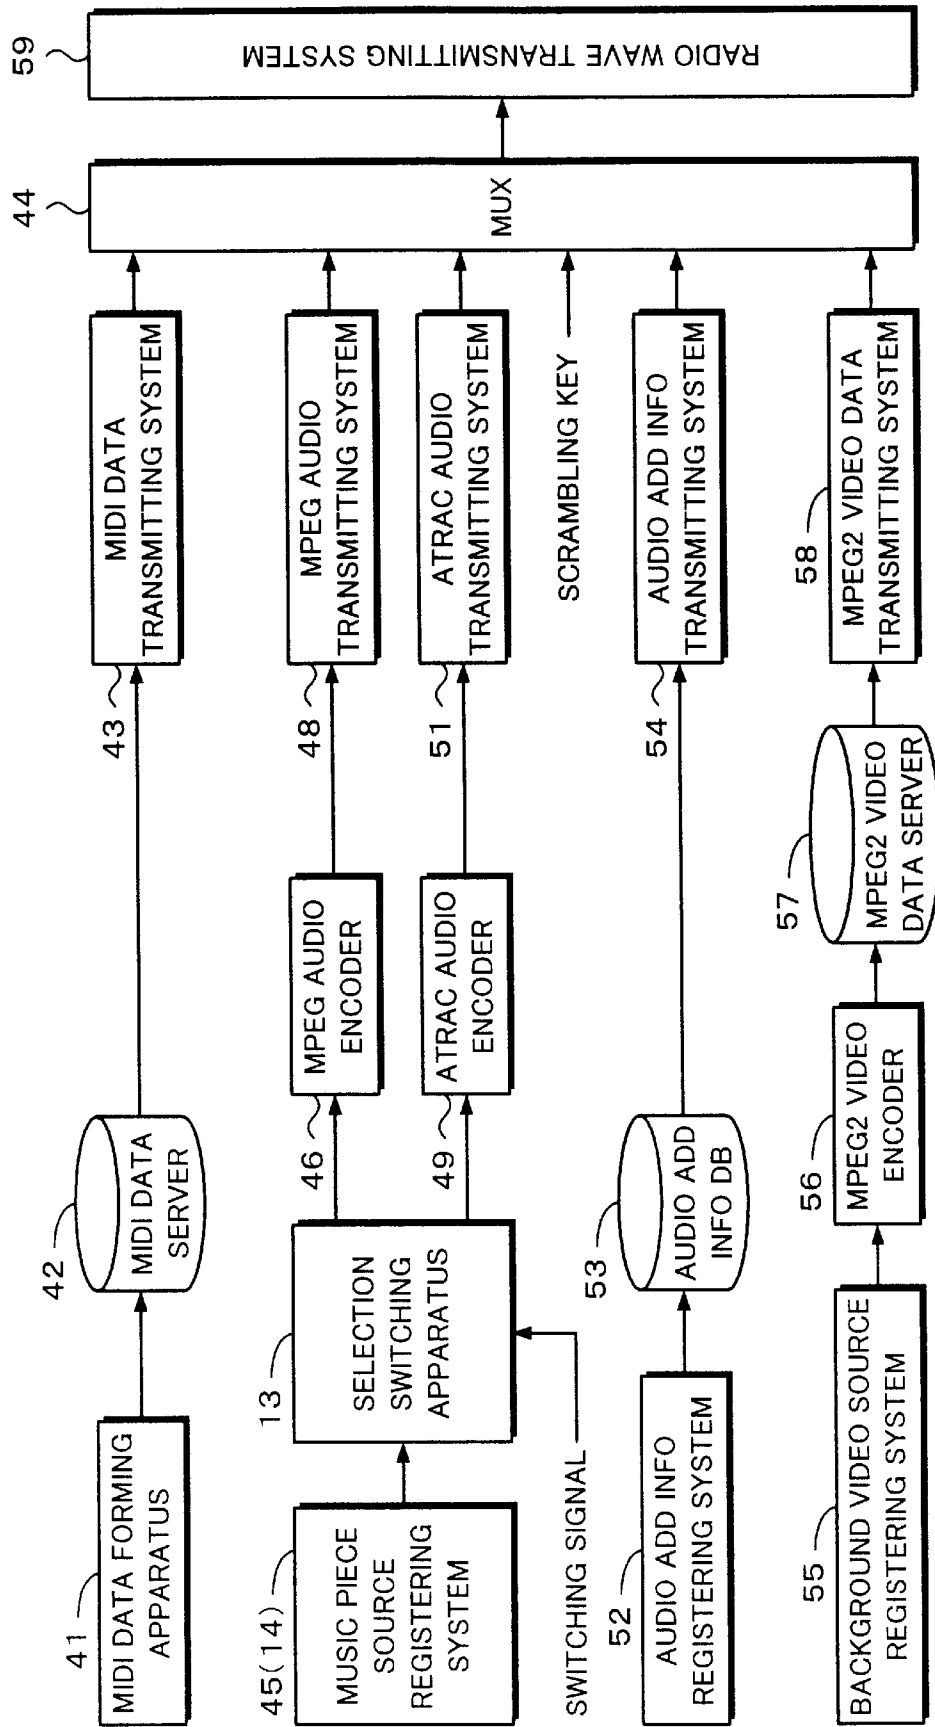 41
MIDI DATA FORMING
APPARATUS
42
MIDI DATA
SERVER
43
MIDI DATA
TRANSMITTING SYSTEM
45(14)
MUSIC PIECE
SOURCE
REGISTERING
SYSTEM
13
SELECTION
SWITCHING
APPARATUS
SWITCHING SIGNAL
46
MPEG AUDIO
ENCODER
48
MPEG AUDIO
TRANSMITTING SYSTEM
49
ATRAC AUDIO
ENCODER
51
ATRAC AUDIO
TRANSMITTING SYSTEM
SCRAMBLING KEY
52
AUDIO ADD INFO
REGISTERING SYSTEM
53
AUDIO ADD
INFO DB
54
AUDIO ADD INFO
TRANSMITTING SYSTEM
55
BACKGROUND VIDEO SOURCE
REGISTERING SYSTEM
56
MPEG2 VIDEO
ENCODER
57
MPEG2 VIDEO
DATA SERVER
58
MPEG2 VIDEO DATA
TRANSMITTING SYSTEM
44
MUX
59
RADIO WAVE TRANSMITTING SYSTEM